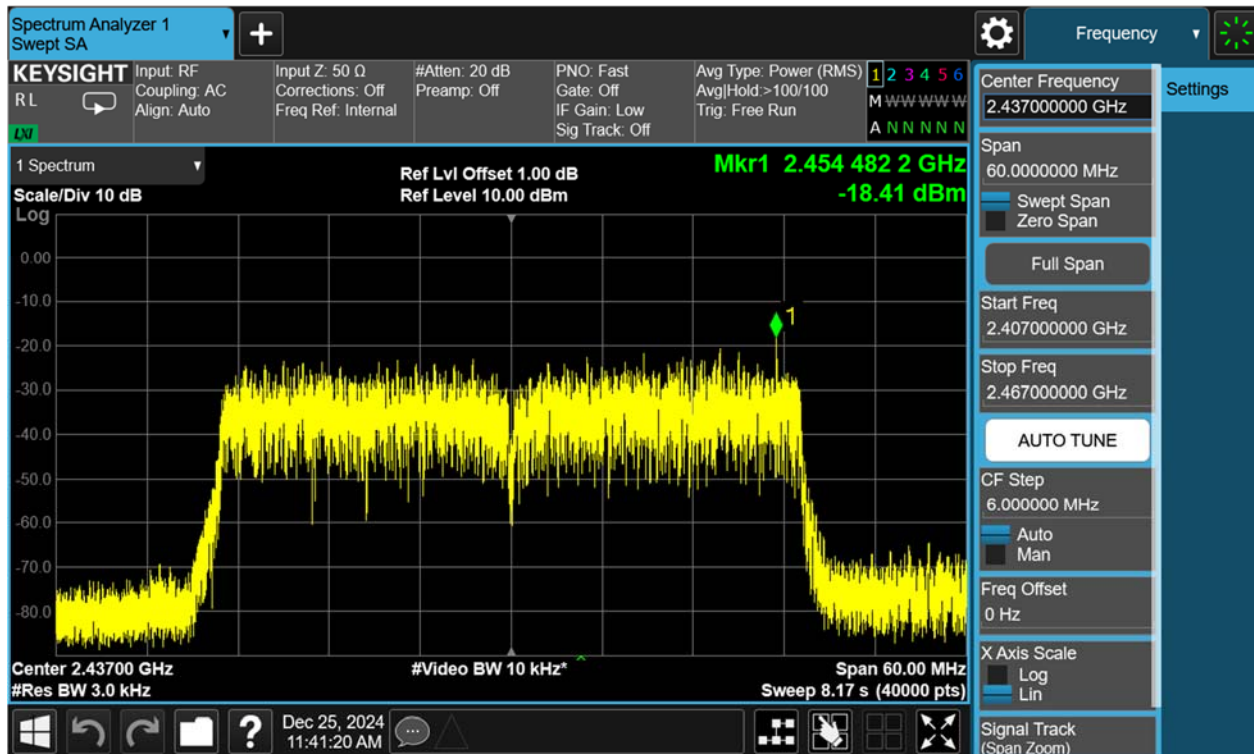 Spectrum Analyzer 1
Swept SA
+
Frequency
KEYSIGHT
RL
LXI
Input: RF
Coupling: AC
Align: Auto
Input Z: 50 Ω
Corrections: Off
Freq Ref: Internal
#Atten: 20 dB
Preamp: Off
PNO: Fast
Gate: Off
IF Gain: Low
Sig Track: Off
Avg Type: Power (RMS)
Avg|Hold:>100/100
Trig: Free Run
1 2 3 4 5 6
M W W W W W W
A N N N N N
1 Spectrum
Scale/Div 10 dB
Log
Ref Lvl Offset 1.00 dB
Ref Level 10.00 dBm
Mkr1 2.454 482 2 GHz
-18.41 dBm
0.00
-10.0
-20.0
-30.0
-40.0
-50.0
-60.0
-70.0
-80.0
1
Center 2.43700 GHz
#Res BW 3.0 kHz
#Video BW 10 kHz*
Span 60.00 MHz
Sweep 8.17 s (40000 pts)
?
Dec 25, 2024
11:41:20 AM
Center Frequency
2.437000000 GHz
Span
60.0000000 MHz
Swept Span
Zero Span
Full Span
Start Freq
2.407000000 GHz
Stop Freq
2.467000000 GHz
AUTO TUNE
CF Step
6.000000 MHz
Auto
Man
Freq Offset
0 Hz
X Axis Scale
Log
Lin
Signal Track
(Span Zoom)
Settings